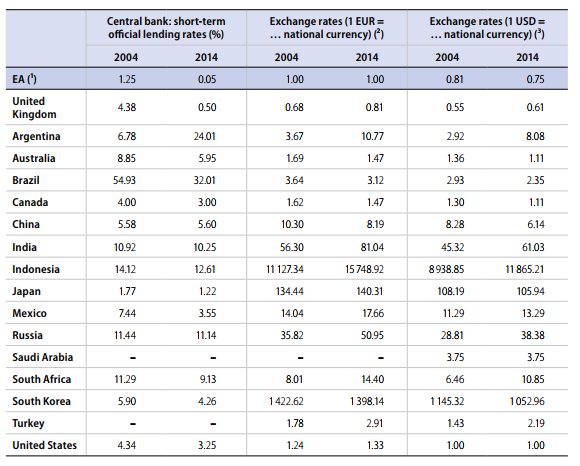 Central bank: short-term official lending rates (%) Exchange rates (1 EUR = … national currency) (²) Exchange rates (1 USD = … national currency) (³)
2004 2014 2004 2014 2004 2014
EA (¹) 1.25 0.05 1.00 1.00 0.81 0.75
United Kingdom 4.38 0.50 0.68 0.81 0.55 0.61
Argentina 6.78 24.01 3.67 10.77 2.92 8.08
Australia 8.85 5.95 1.69 1.47 1.36 1.11
Brazil 54.93 32.01 3.64 3.12 2.93 2.35
Canada 4.00 3.00 1.62 1.47 1.30 1.11
China 5.58 5.60 10.30 8.19 8.28 6.14
India 10.92 10.25 56.30 81.04 45.32 61.03
Indonesia 14.12 12.61 11 127.34 15 748.92 8 938.85 11 865.21
Japan 1.77 1.22 134.44 140.31 108.19 105.94
Mexico 7.44 3.55 14.04 17.66 11.29 13.29
Russia 11.44 11.14 35.82 50.95 28.81 38.38
Saudi Arabia – – 3.75 3.75
South Africa 11.29 9.13 8.01 14.40 6.46 10.85
South Korea 5.90 4.26 1 422.62 1 398.14 1 145.32 1 052.96
Turkey – – 1.78 2.91 1.43 2.19
United States 4.34 3.25 1.24 1.33 1.00 1.00